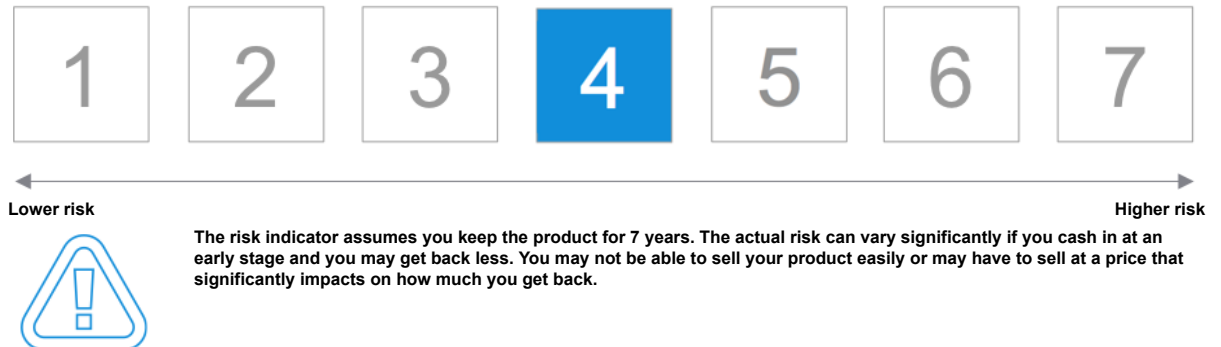 1 2 3 4 5 6 7
Lower risk Higher risk
The risk indicator assumes you keep the product for 7 years. The actual risk can vary significantly if you cash in at an
early stage and you may get back less. You may not be able to sell your product easily or may have to sell at a price that
significantly impacts on how much you get back.